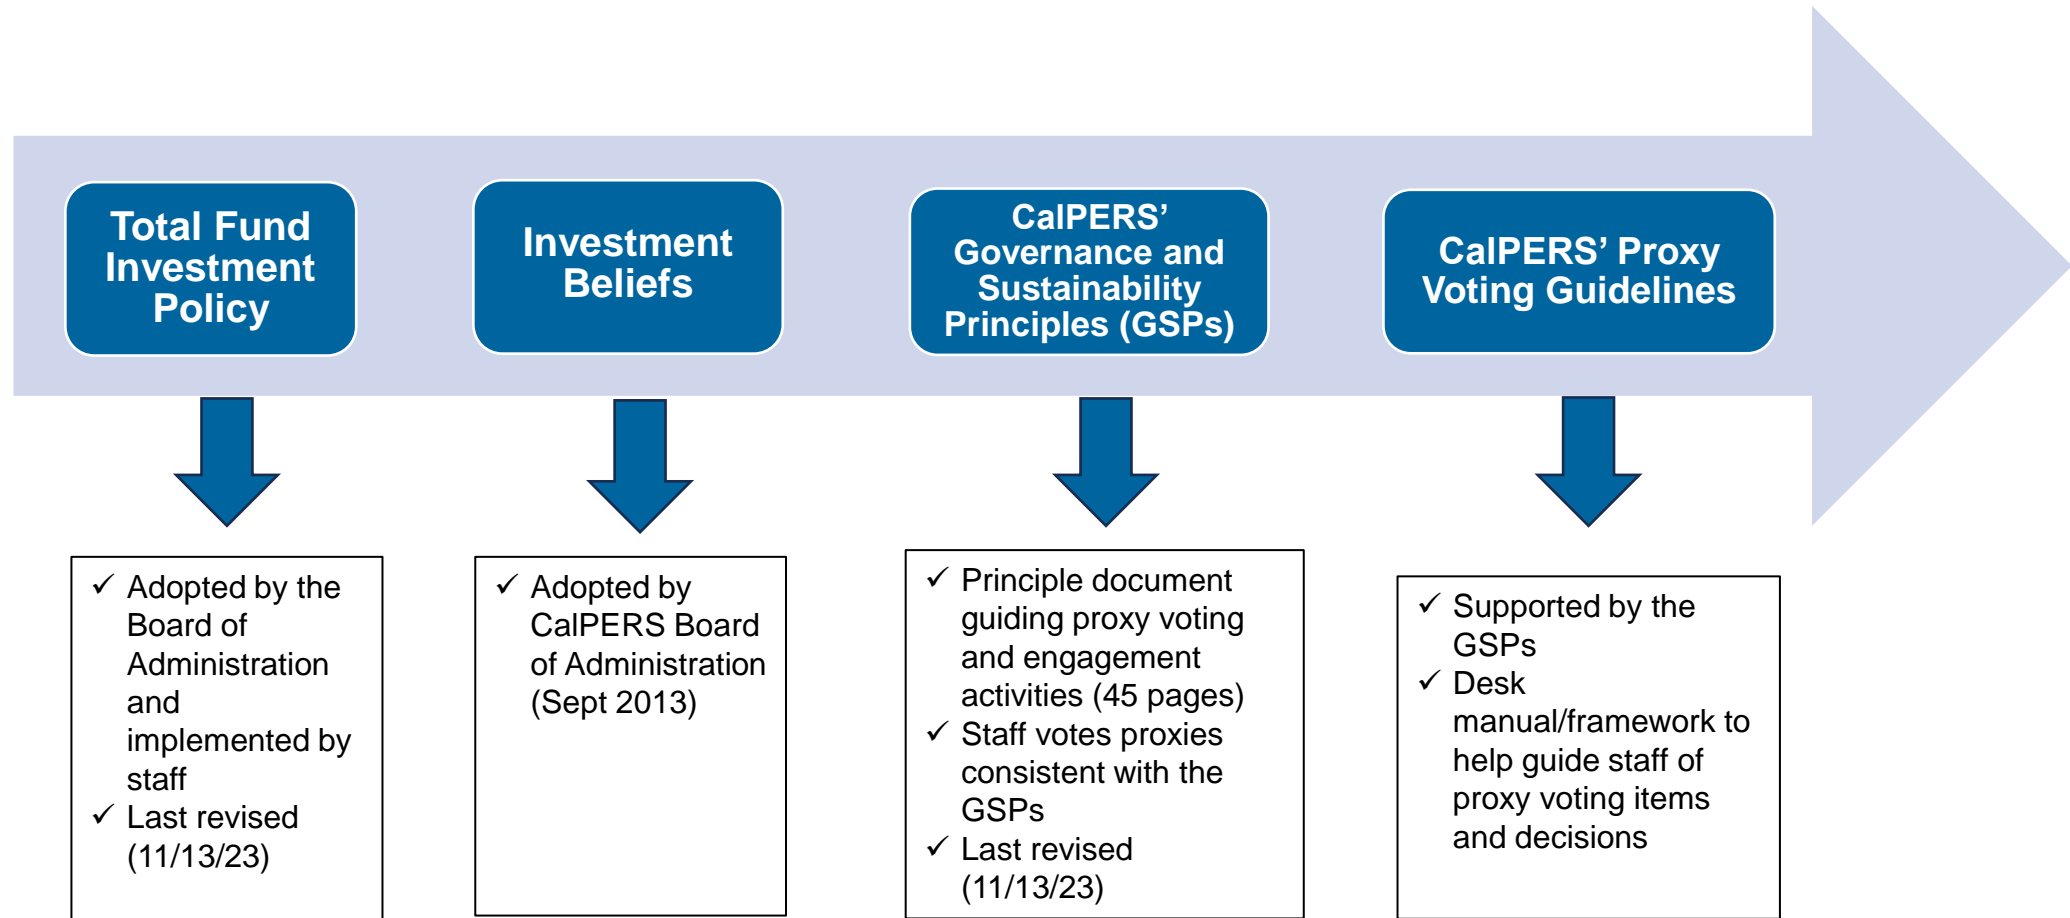 Total Fund
Investment
Policy
Investment
Beliefs
CalPERS’
Governance and
Sustainability
Principles (GSPs)
CalPERS’ Proxy
Voting Guidelines
✓ Adopted by the
Board of
Administration
and
implemented by
staff
✓ Last revised
(11/13/23)
✓ Adopted by
CalPERS Board
of Administration
(Sept 2013)
✓ Principle document
guiding proxy voting
and engagement
activities (45 pages)
✓ Staff votes proxies
consistent with the
GSPs
✓ Last revised
(11/13/23)
✓ Supported by the
GSPs
✓ Desk
manual/framework to
help guide staff of
proxy voting items
and decisions